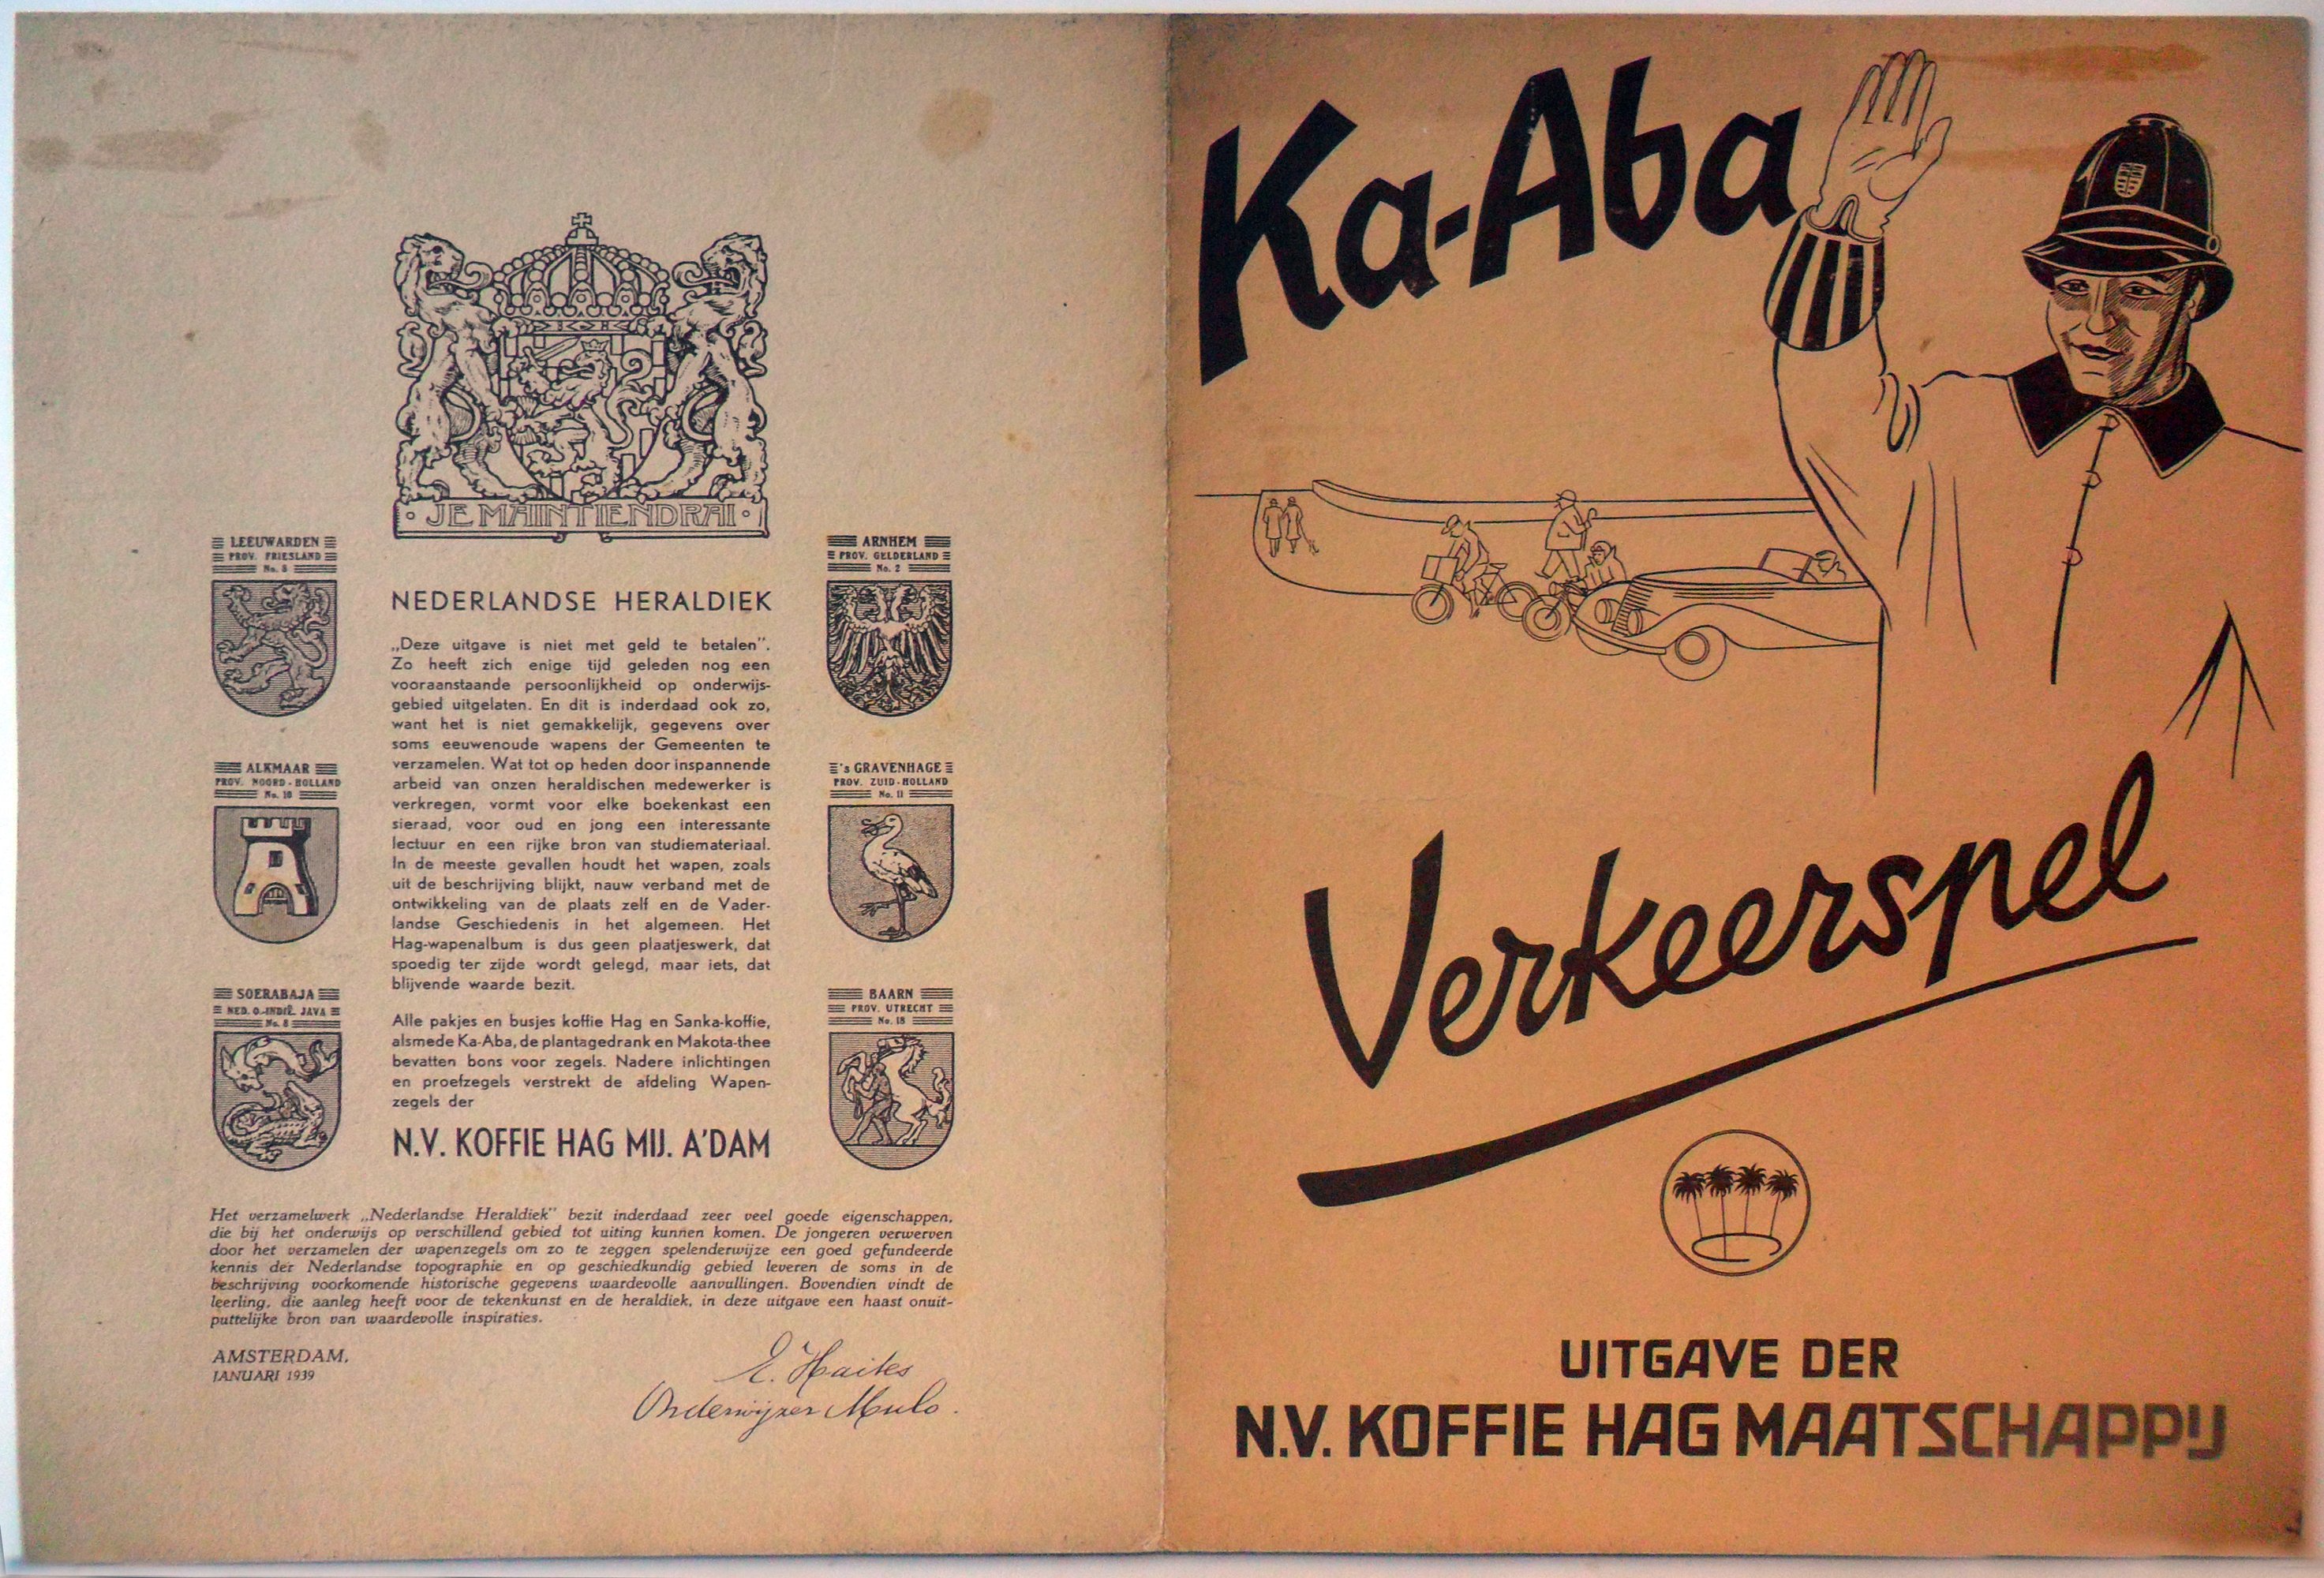 JE MAINTIENDRAI
LEEUWARDEN
PROV. FRIESLAND
No. 8
ALKMAAR
PROV. NOORD-HOLLAND
No. 10
SOERABAJA
NED. O.-INDIË. JAVA
No. 8
ARNHEM
PROV. GELDERLAND
No. 2
's GRAVENHAGE
PROV. ZUID-HOLLAND
No. 11
BAARN
PROV. UTRECHT
No. 18
NEDERLANDSE HERALDIEK
„Deze uitgave is niet met geld te betalen”.
Zo heeft zich enige tijd geleden nog een
vooraanstaande persoonlijkheid op onderwijs-
gebied uitgelaten. En dit is inderdaad ook zo,
want het is niet gemakkelijk, gegevens over
soms eeuwenoude wapens der Gemeenten te
verzamelen. Wat tot op heden door inspannende
arbeid van onzen heraldischen medewerker is
verkregen, vormt voor elke boekenkast een
sieraad, voor oud en jong een interessante
lectuur en een rijke bron van studiemateriaal.
In de meeste gevallen houdt het wapen, zoals
uit de beschrijving blijkt, nauw verband met de
ontwikkeling van de plaats zelf en de Vader-
landse Geschiedenis in het algemeen. Het
Hag-wapenalbum is dus geen plaatjeswerk, dat
spoedig ter zijde wordt gelegd, maar iets, dat
blijvende waarde bezit.
Alle pakjes en busjes koffie Hag en Sanka-koffie,
alsmede Ka-Aba, de plantagedrank en Makota-thee
bevatten bons voor zegels. Nadere inlichtingen
en proefzegels verstrekt de afdeling Wapen-
zegels der
N.V. KOFFIE HAG MIJ. A'DAM
Het verzamelwerk „Nederlandse Heraldiek” bezit inderdaad zeer veel goede eigenschappen,
die bij het onderwijs op verschillend gebied tot uiting kunnen komen. De jongeren verwerven
door het verzamelen der wapenzegels om zo te zeggen spelenderwijze een goed gefundeerde
kennis der Nederlandse topographie en op geschiedkundig gebied leveren de soms in de
beschrijving voorkomende historische gegevens waardevolle aanvullingen. Bovendien vindt de
leerling, die aanleg heeft voor de tekenkunst en de heraldiek, in deze uitgave een haast onuit-
puttelijke bron van waardevolle inspiraties.
AMSTERDAM,
JANUARI 1939
E. Haites
Onderwijzer Mulo.
Ka-Aba
Verkeerspel
UITGAVE DER
N.V. KOFFIE HAG MAATSCHAPPIJ